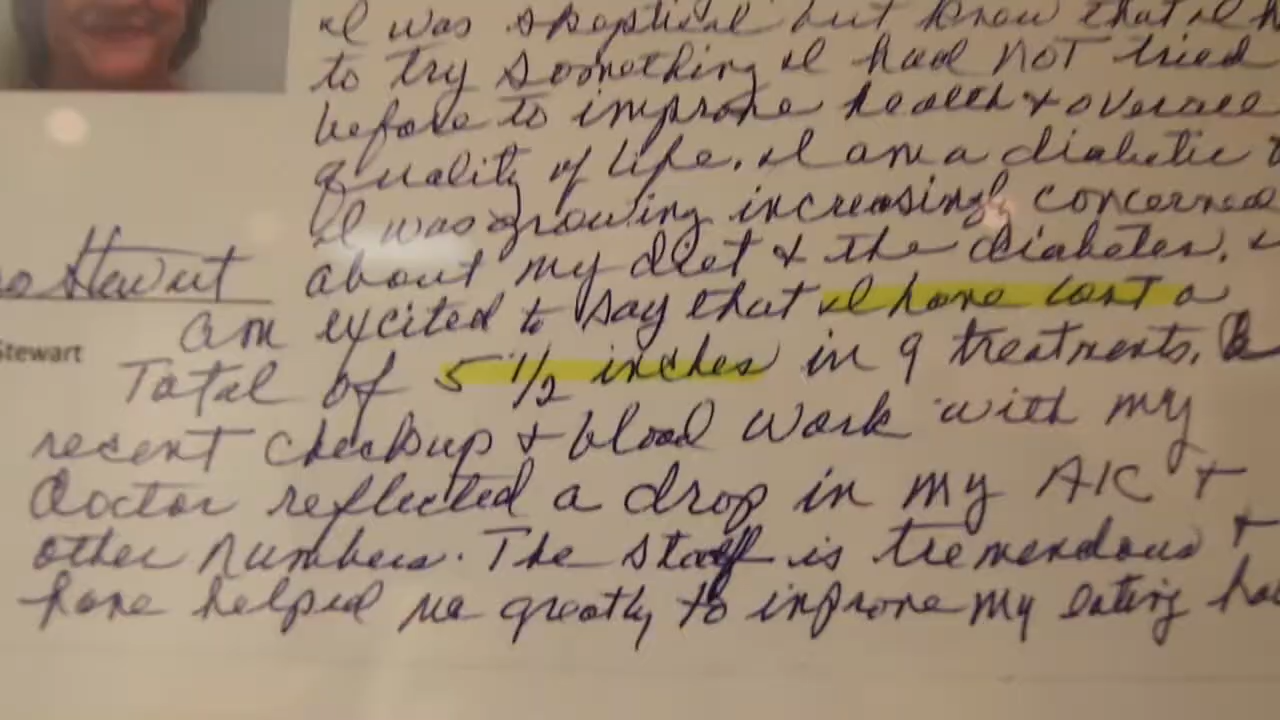 I was skeptical but knew that I h
to try something I had NOT tried
before to improve health + overall
quality of life. I am a diabetic
I was growing increasingly concerned
about my diet + the diabetes.
am excited to say that I have lost a
Total of 5 1/2 inches in 9 treatments.
recent checkup + blood work with my
doctor reflected a drop in my A1C +
other numbers. The staff is tremendous +
have helped me greatly to improve my eating ha
Stewart
Stewart